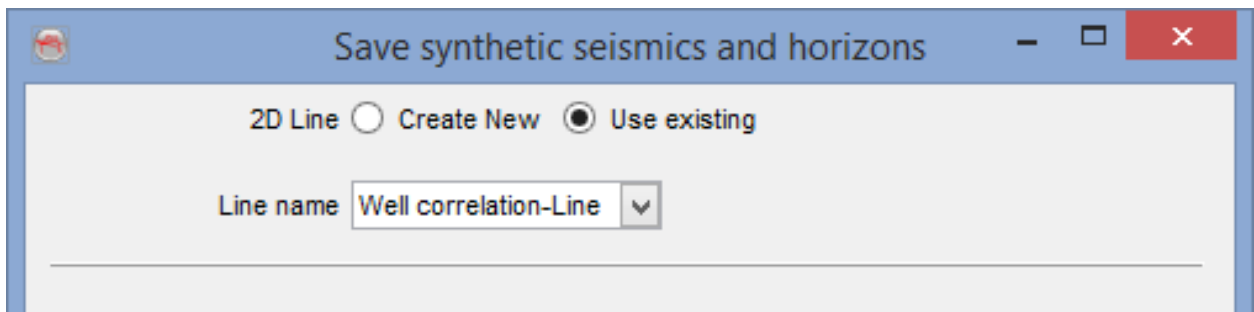 Save synthetic seismics and horizons
2D Line Create New Use existing
Line name Well correlation-Line